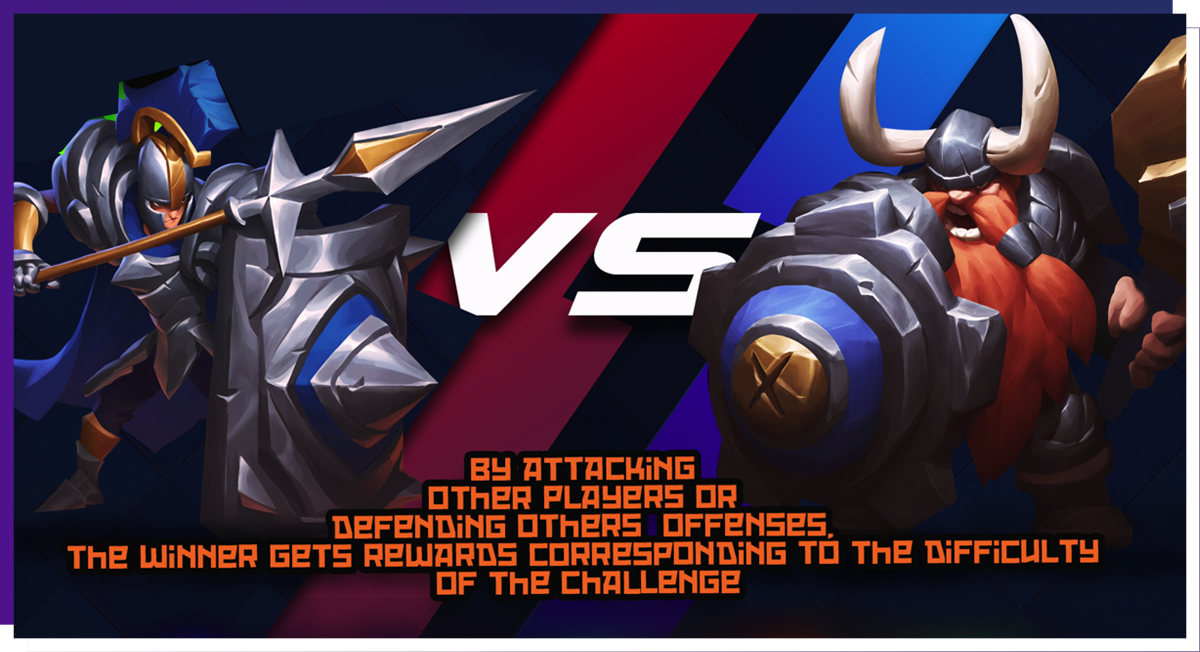 VS
BY ATTACKING
OTHER PLAYERS OR
DEFENDING OTHERS OFFENSES,
THE WINNER GETS REWARDS CORRESPONDING TO THE DIFFICULTY
OF THE CHALLENGE